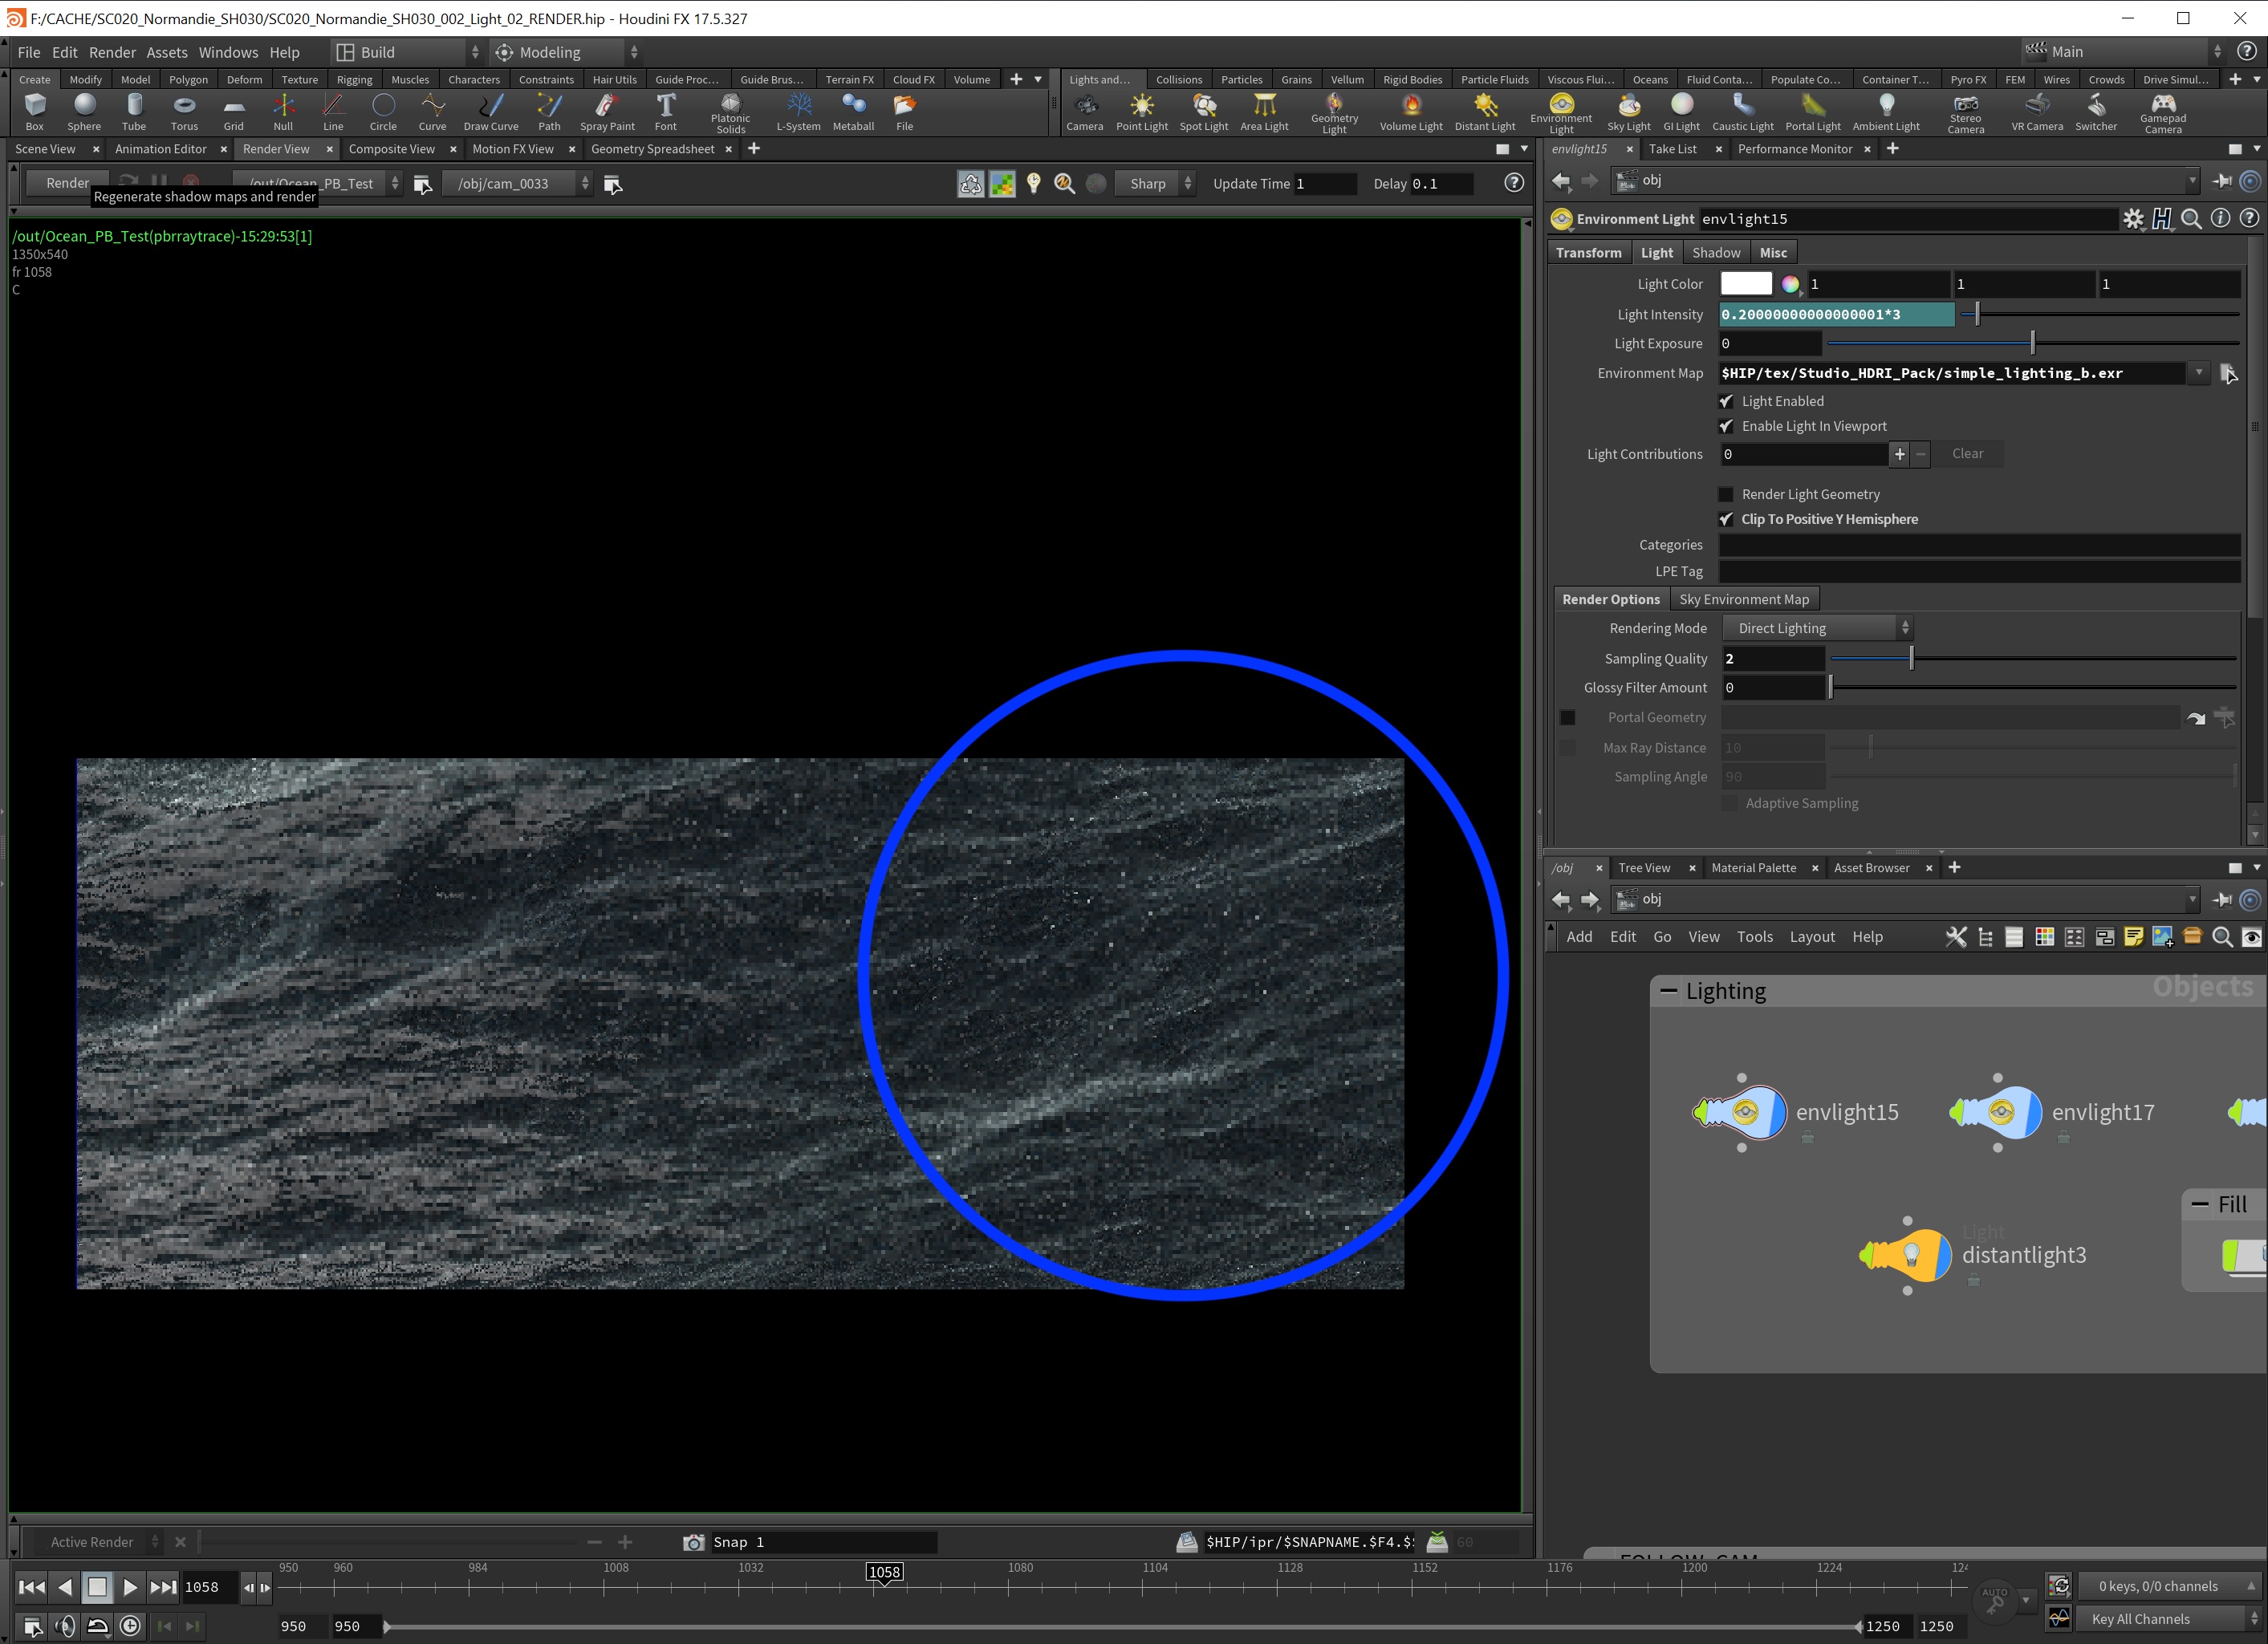 F:/CACHE/SC020_Normandie_SH030/SC020_Normandie_SH030_002_Light_02_RENDER.hip - Houdini FX 17.5.327
File Edit Render Assets Windows Help Build Modeling Main
Create Modify Model Polygon Deform Texture Rigging Muscles Characters Constraints Hair Utils Guide Proc... Guide Brus... Terrain FX Cloud FX Volume
Lights and... Collisions Particles Grains Vellum Rigid Bodies Particle Fluids Viscous Flui... Oceans Fluid Conta... Populate Co... Container T... Pyro FX FEM Wires Crowds Drive Simul...
Box Sphere Tube Torus Grid Null Line Circle Curve Draw Curve Path Spray Paint Font Platonic Solids L-System Metaball File
Camera Point Light Spot Light Area Light Geometry Light Volume Light Distant Light Environment Light Sky Light GI Light Caustic Light Portal Light Ambient Light Stereo Camera VR Camera Switcher Gamepad Camera
Scene View Animation Editor Render View Composite View Motion FX View Geometry Spreadsheet
Render /out/Ocean_PB_Test /obj/cam_0033 Sharp Update Time 1 Delay 0.1
Regenerate shadow maps and render
/out/Ocean_PB_Test(pbrraytrace)-15:29:53[1]
1350x540
fr 1058
C
envlight15 Take List Performance Monitor
obj
Environment Light envlight15
Transform Light Shadow Misc
Light Color 1 1 1
Light Intensity 0.20000000000000001*3
Light Exposure 0
Environment Map $HIP/tex/Studio_HDRI_Pack/simple_lighting_b.exr
Light Enabled
Enable Light In Viewport
Light Contributions 0 Clear
Render Light Geometry
Clip To Positive Y Hemisphere
Categories
LPE Tag
Render Options Sky Environment Map
Rendering Mode Direct Lighting
Sampling Quality 2
Glossy Filter Amount 0
Portal Geometry
Max Ray Distance 10
Sampling Angle 90
Adaptive Sampling
/obj Tree View Material Palette Asset Browser
obj
Add Edit Go View Tools Layout Help
Lighting Objects
envlight15 envlight17
Fill
Light
distantlight3
Active Render Snap 1 $HIP/ipr/$SNAPNAME.$F4.$ 60
FOLLOW_CAM
1058 950 960 984 1008 1032 1058 1080 1104 1128 1152 1176 1200 1224 AUTO 0 keys, 0/0 channels
950 950 1250 1250 Key All Channels